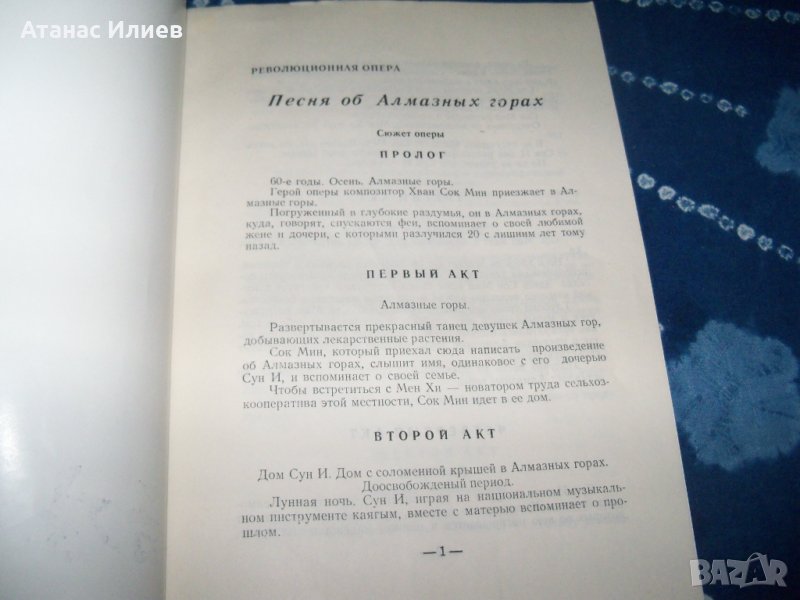 Атанас Илиев
РЕВОЛЮЦИОННАЯ ОПЕРА
Песня об Алмазных горах
Сюжет оперы
ПРОЛОГ
60-е годы. Осень. Алмазные горы.
Герой оперы композитор Хван Сок Мин приезжает в Ал-
мазные горы.
Погруженный в глубокие раздумья, он в Алмазных горах,
куда, говорят, спускаются феи, вспоминает о своей любимой
жене и дочери, с которыми разлучился 20 с лишним лет тому
назад.
ПЕРВЫЙ АКТ
Алмазные горы.
Развертывается прекрасный танец девушек Алмазных гор,
добывающих лекарственные растения.
Сок Мин, который приехал сюда написать произведение
об Алмазных горах, слышит имя, одинаковое с его дочерью
Сун И, и вспоминает о своей семье.
Чтобы встретиться с Мен Хи — новатором труда сельхоз-
кооператива этой местности, Сок Мин идет в ее дом.
ВТОРОЙ АКТ
Дом Сун И. Дом с соломенной крышей в Алмазных горах.
Доосвобожденый период.
Лунная ночь. Сун И, играя на национальном музыкаль-
ном инструменте каягым, вместе с матерью вспоминает о про-
шлом.
—1—
BAZAR